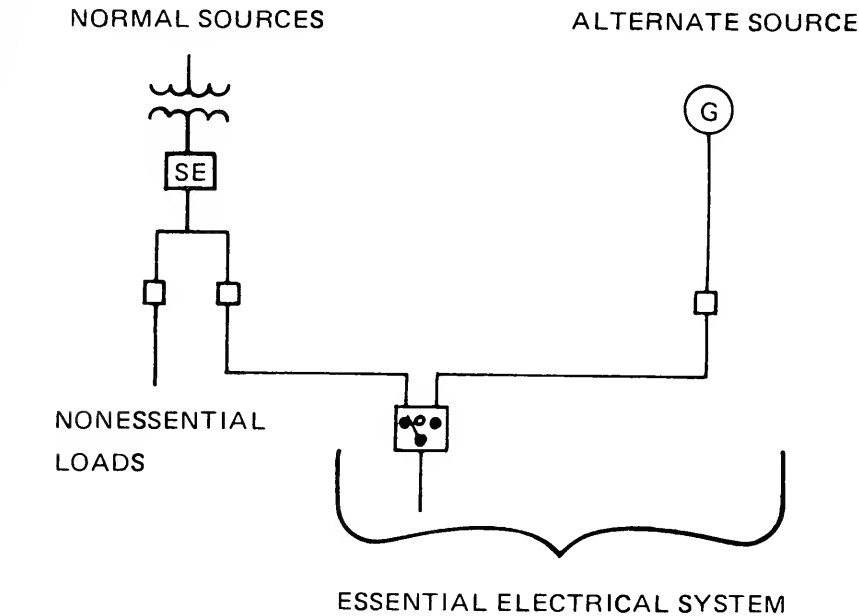 NORMAL SOURCES
ALTERNATE SOURCE
G
SE
NONESSENTIAL
LOADS
ESSENTIAL ELECTRICAL SYSTEM